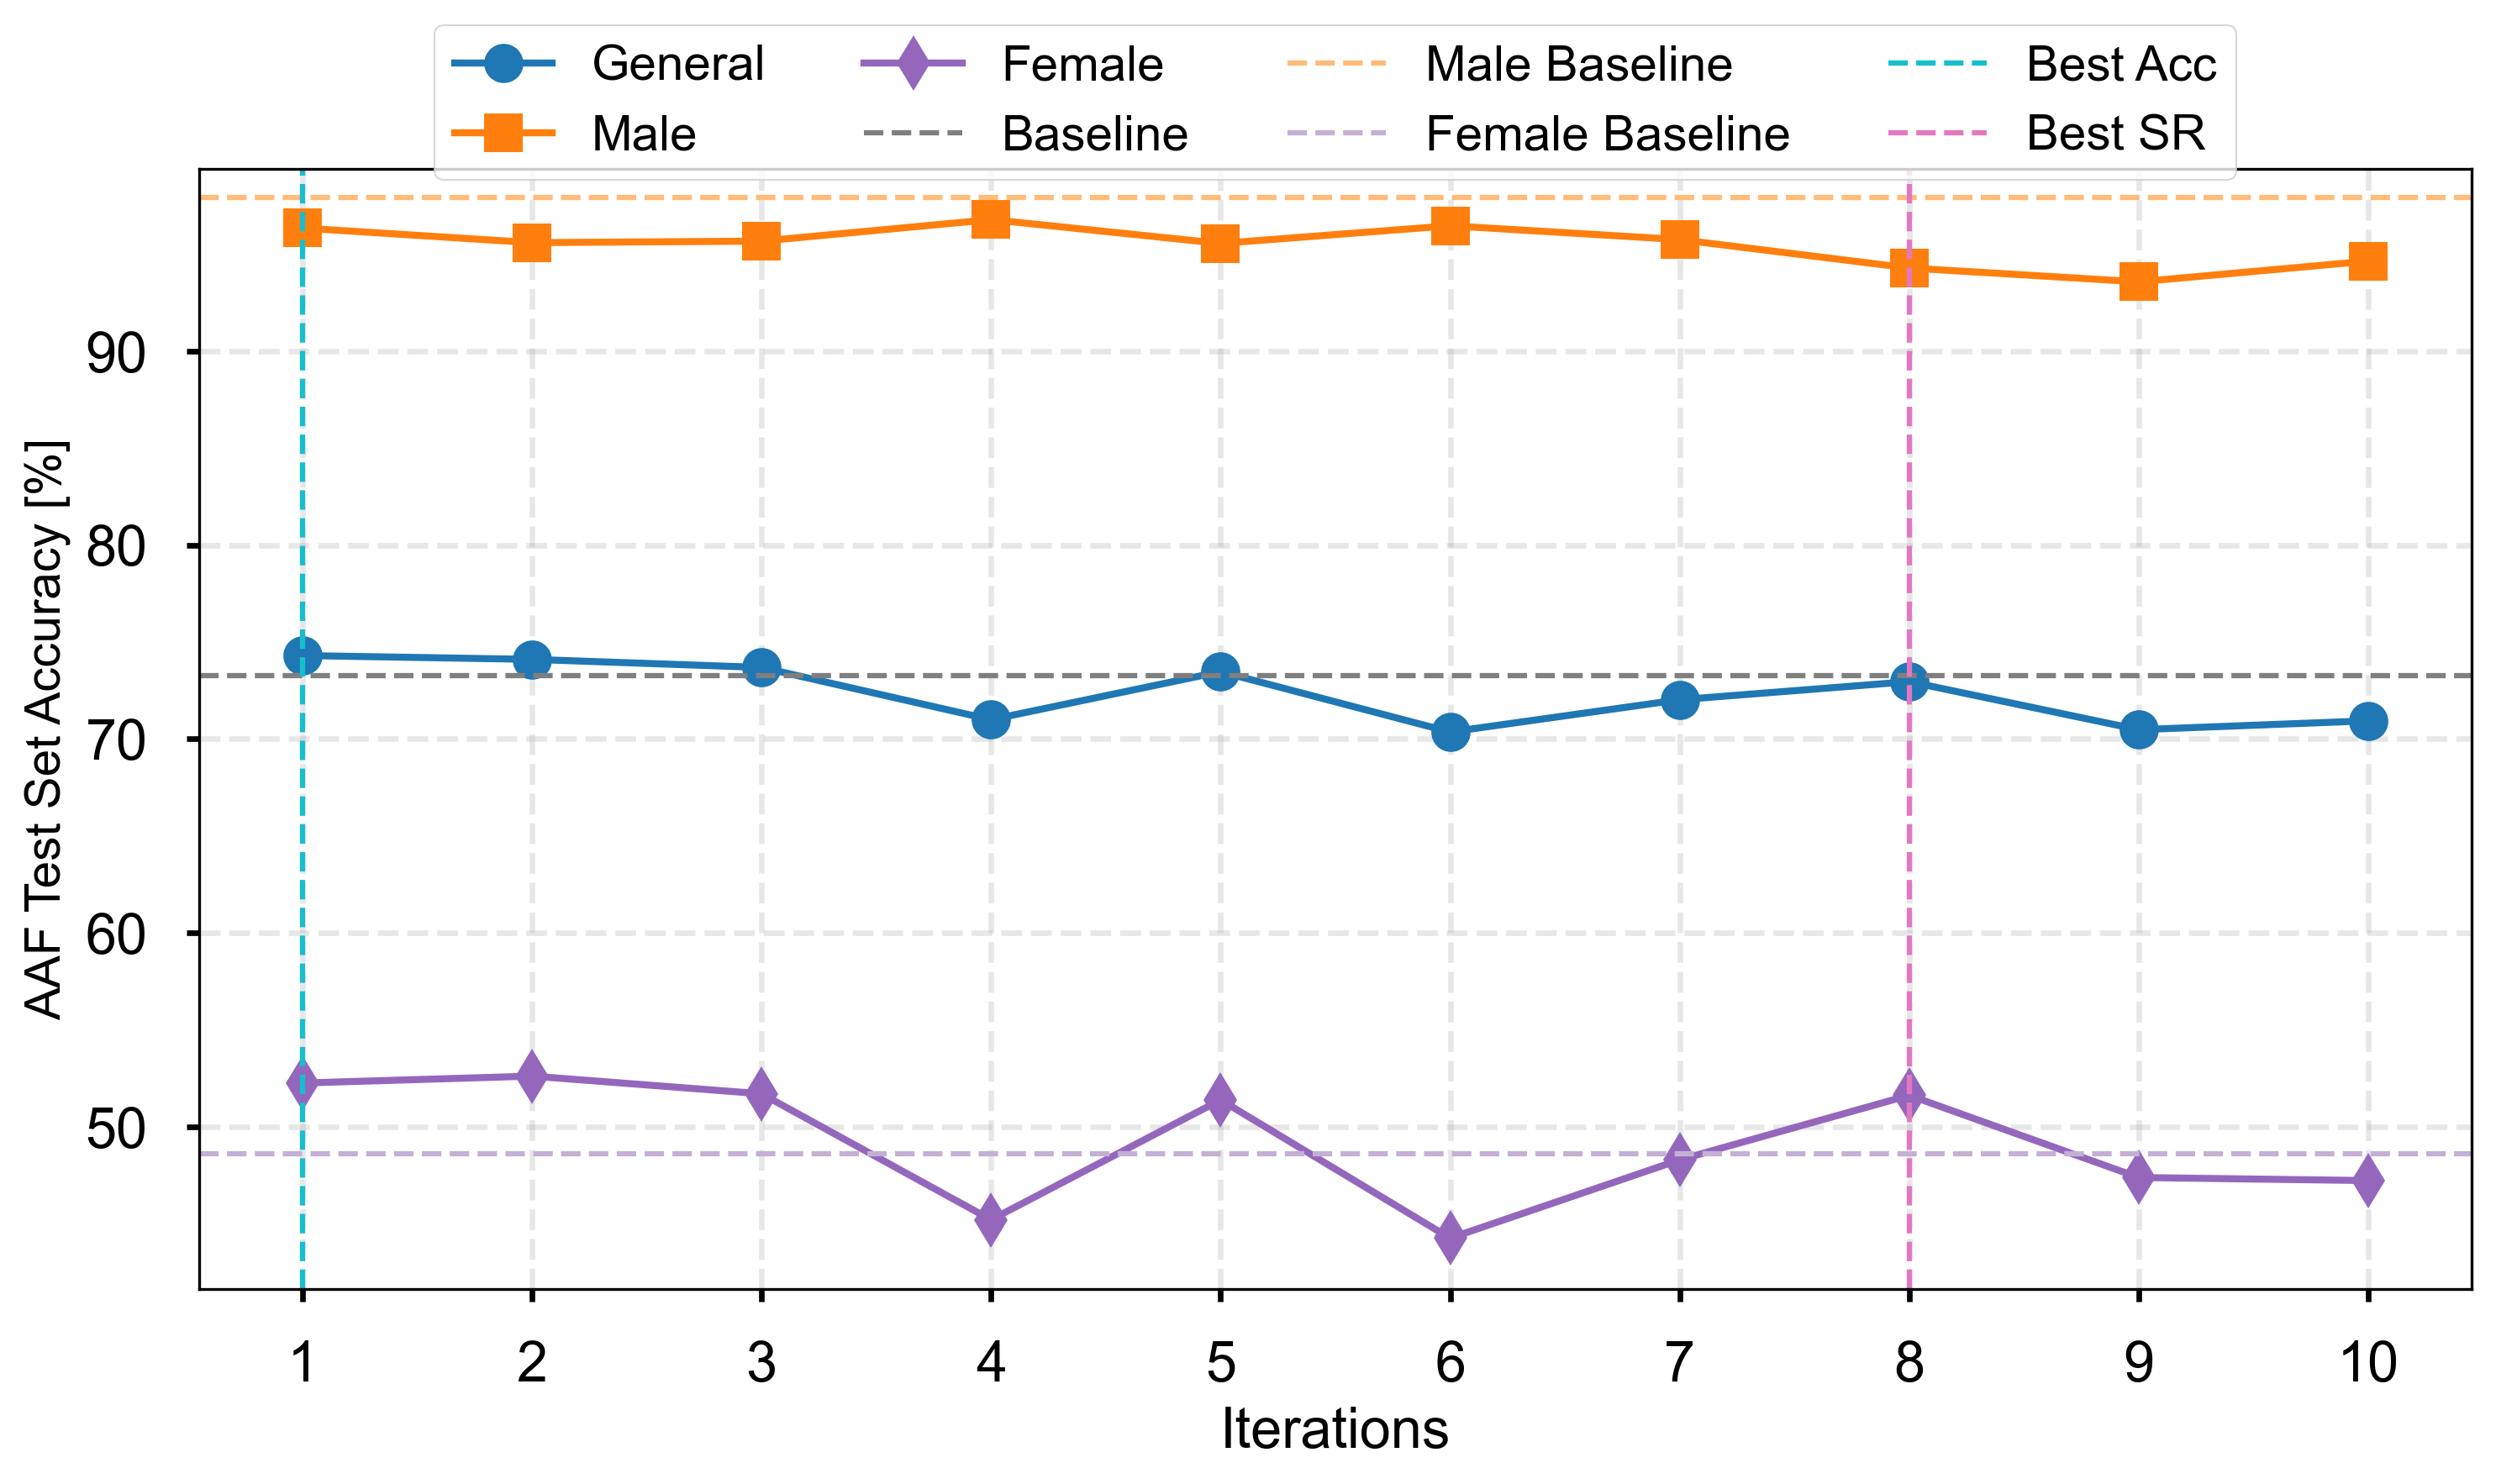 General
Female
Male Baseline
Best Acc
Male
Baseline
Female Baseline
Best SR
AAF Test Set Accuracy [%]
90
80
70
60
50
1 2 3 4 5 6 7 8 9 10
Iterations